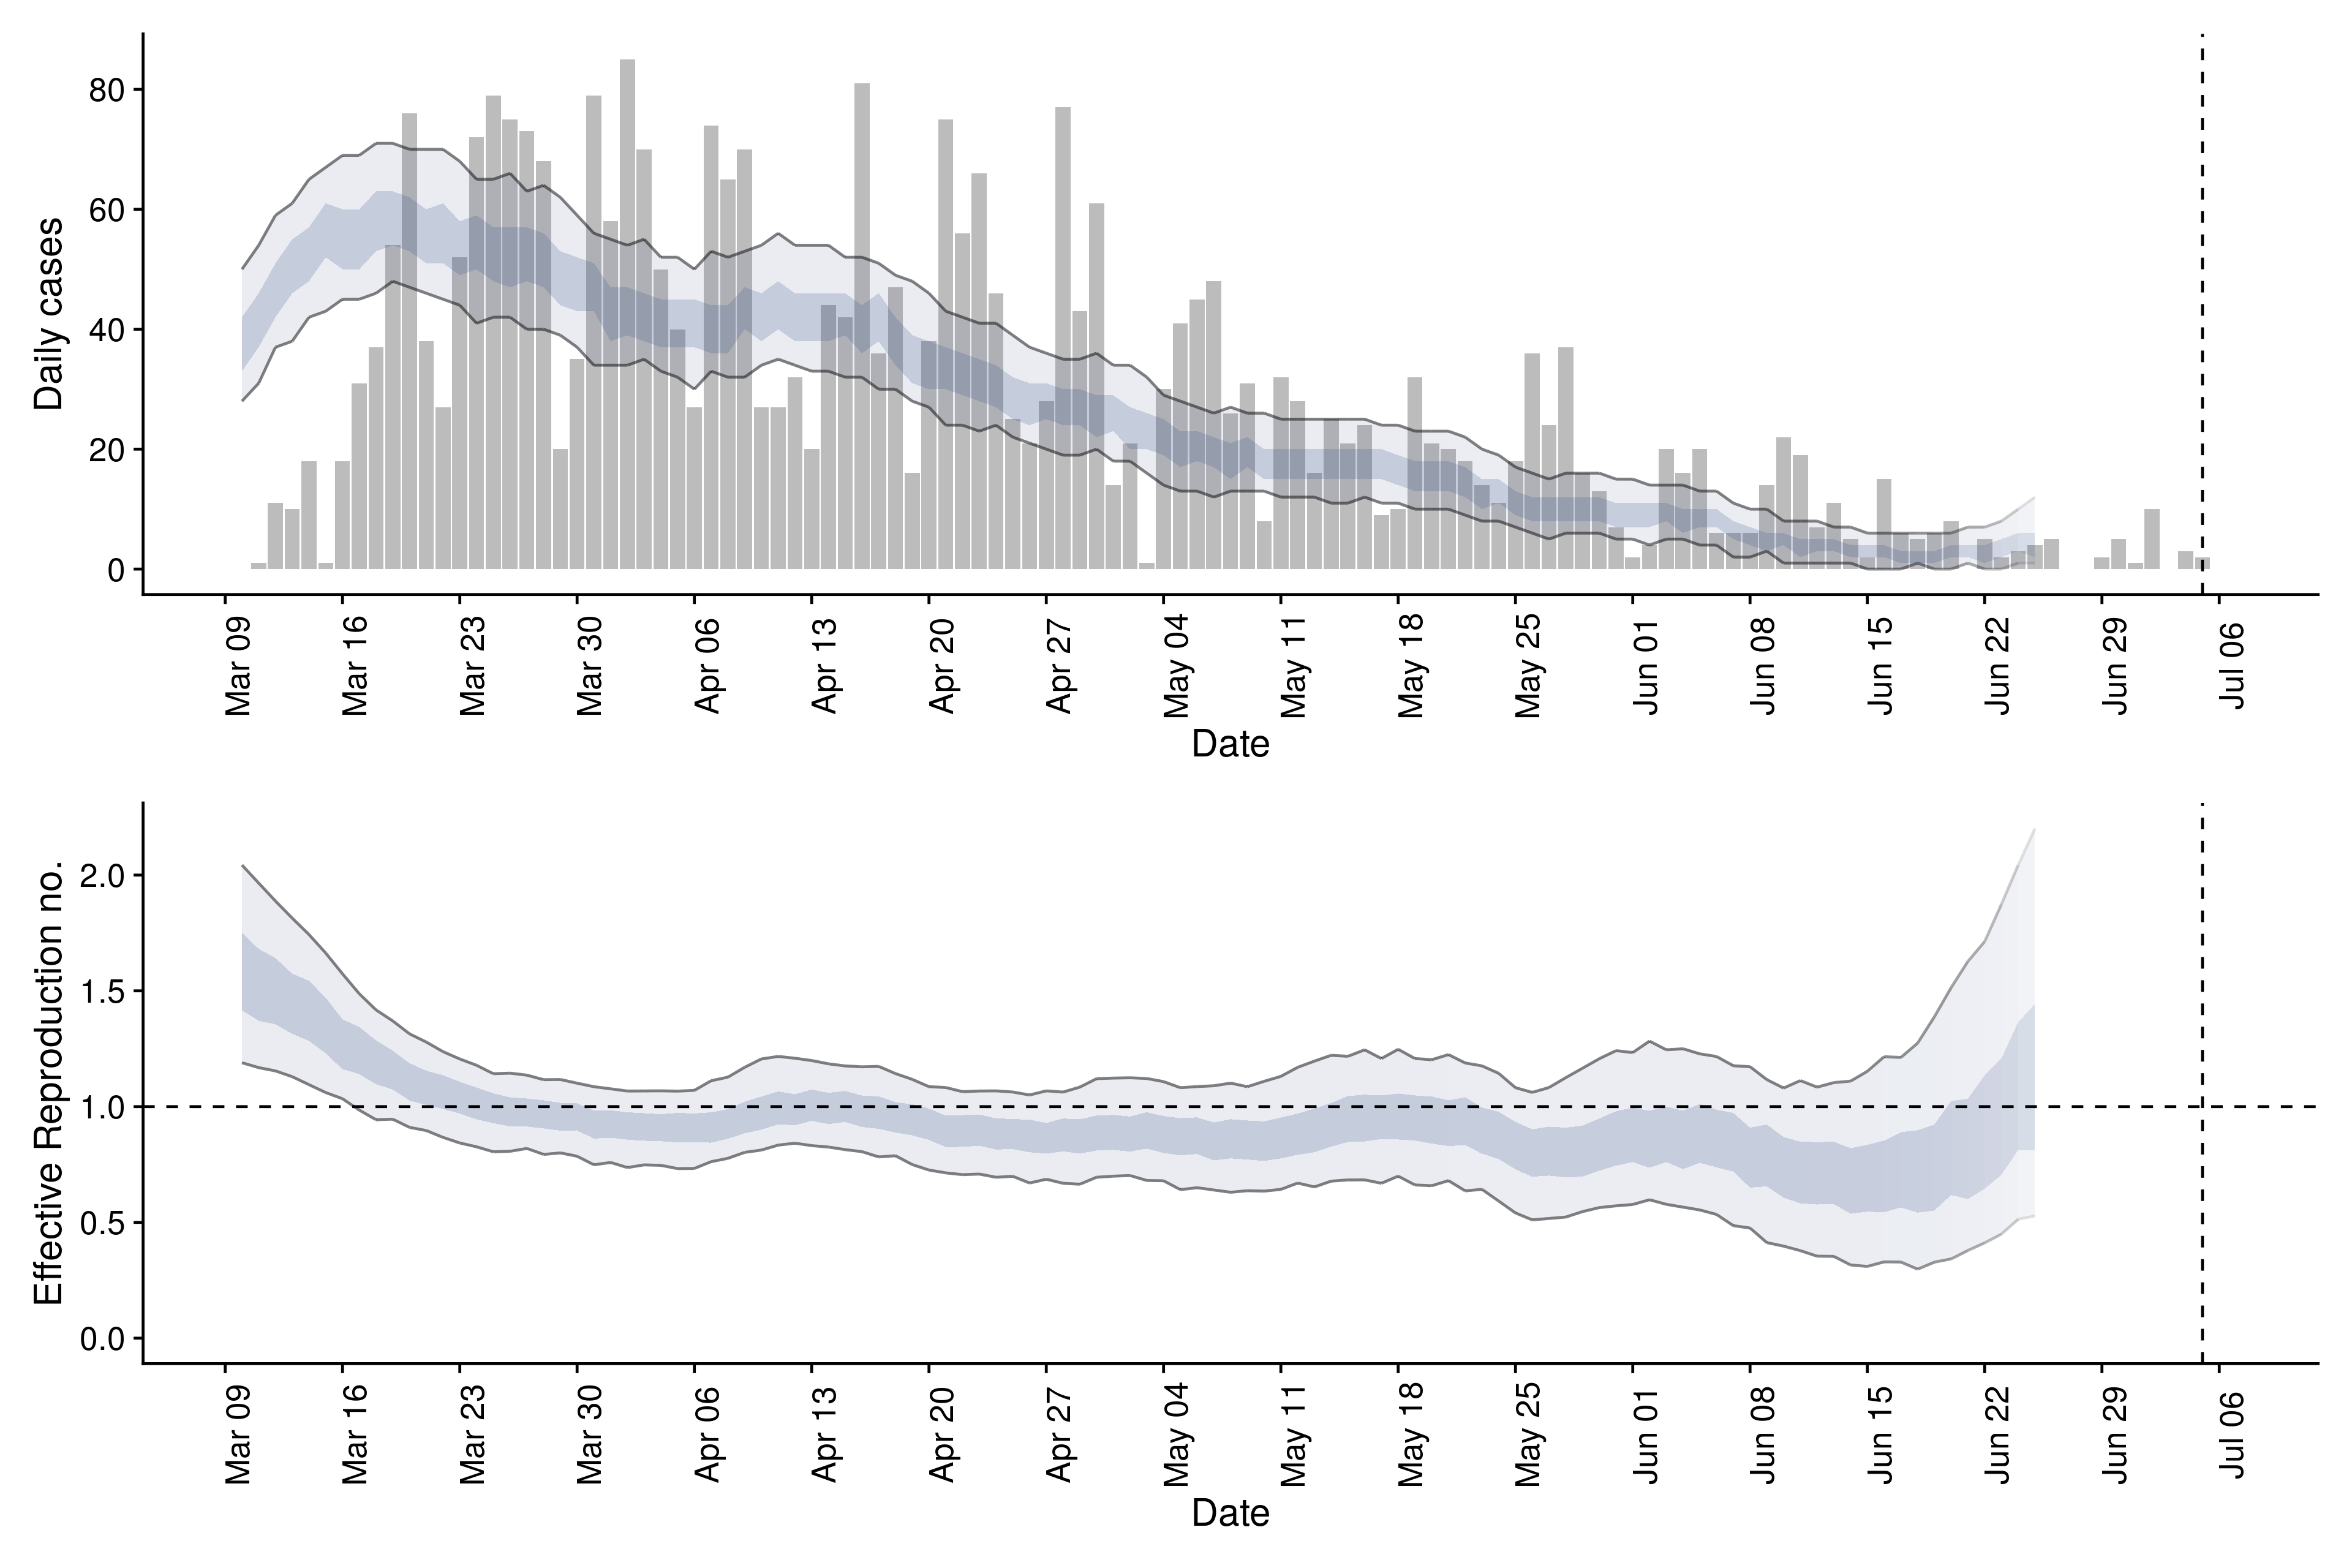 Daily cases
80
60
40
20
0
Mar 09
Mar 16
Mar 23
Mar 30
Apr 06
Apr 13
Apr 20
Apr 27
May 04
May 11
May 18
May 25
Jun 01
Jun 08
Jun 15
Jun 22
Jun 29
Jul 06
Date
Effective Reproduction no.
2.0
1.5
1.0
0.5
0.0
Mar 09
Mar 16
Mar 23
Mar 30
Apr 06
Apr 13
Apr 20
Apr 27
May 04
May 11
May 18
May 25
Jun 01
Jun 08
Jun 15
Jun 22
Jun 29
Jul 06
Date